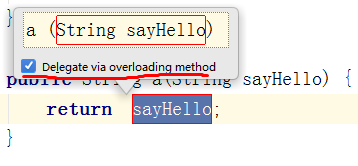 }
a (String sayHello)
Delegate via overloading method
public String a(String sayHello) {
return sayHello;
}